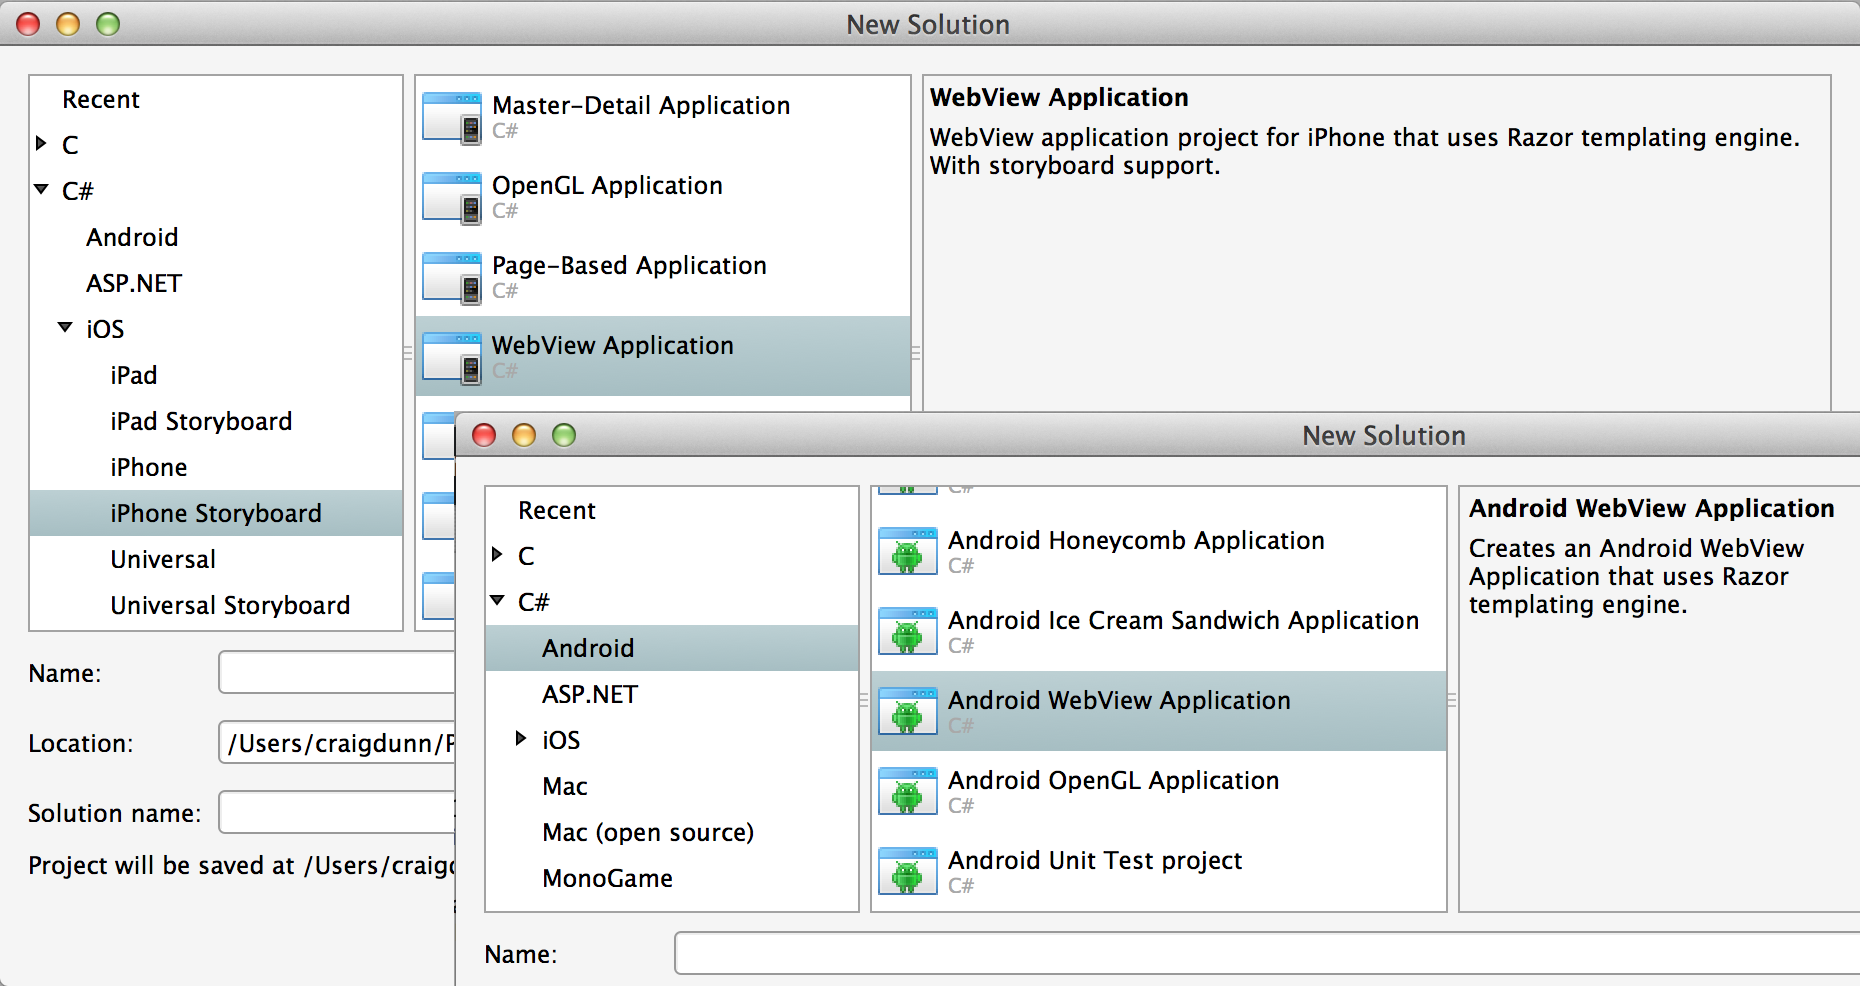 New Solution
Recent
C
C#
Android
ASP.NET
iOS
iPad
iPad Storyboard
iPhone
iPhone Storyboard
Universal
Universal Storyboard
Master-Detail Application
C#
OpenGL Application
C#
Page-Based Application
C#
WebView Application
C#
WebView Application
WebView application project for iPhone that uses Razor templating engine.
With storyboard support.
Name:
Location:
/Users/craigdunn/P
Solution name:
Project will be saved at /Users/craigd
New Solution
Recent
C
C#
Android
ASP.NET
iOS
Mac
Mac (open source)
MonoGame
C#
Android Honeycomb Application
C#
Android Ice Cream Sandwich Application
C#
Android WebView Application
C#
Android OpenGL Application
C#
Android Unit Test project
C#
Android WebView Application
Creates an Android WebView
Application that uses Razor
templating engine.
Name: